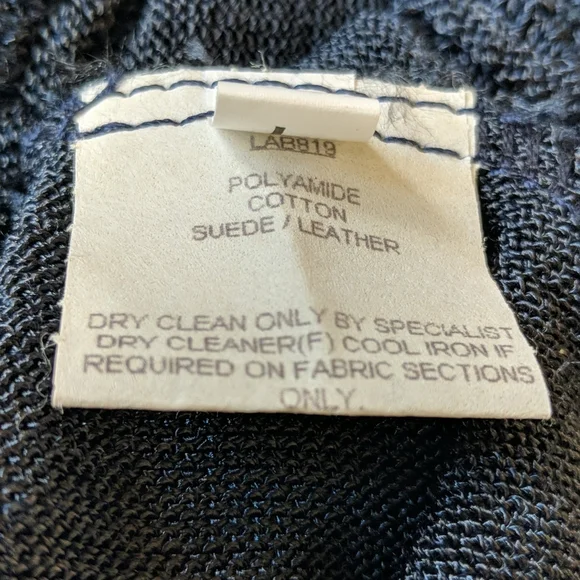 LAB819
POLYAMIDE
COTTON
SUEDE / LEATHER
DRY CLEAN ONLY BY SPECIALIST
DRY CLEANER(F) COOL IRON IF
REQUIRED ON FABRIC SECTIONS
ONLY.